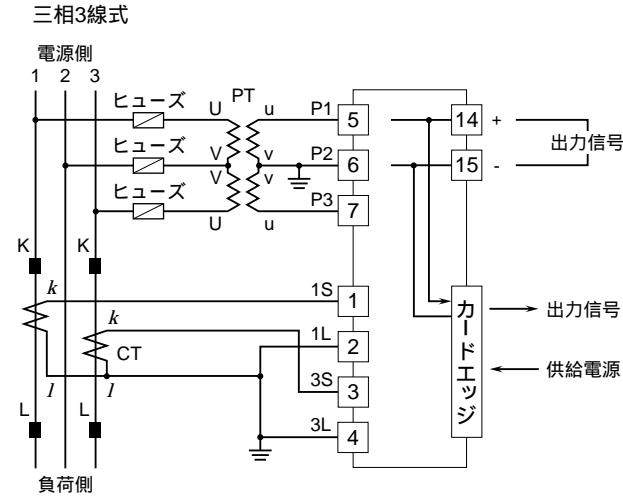 三相3線式
電源側
1 2 3
ヒューズ
U
PT
u
P1
5
14
+
ヒューズ
V
v
P2
6
15
-
出力信号
ヒューズ
V
v
P3
7
U
u
K
K
k
1S
1
k
1L
2
CT
3S
3
l
l
L
L
3L
4
カードエッジ
出力信号
供給電源
負荷側